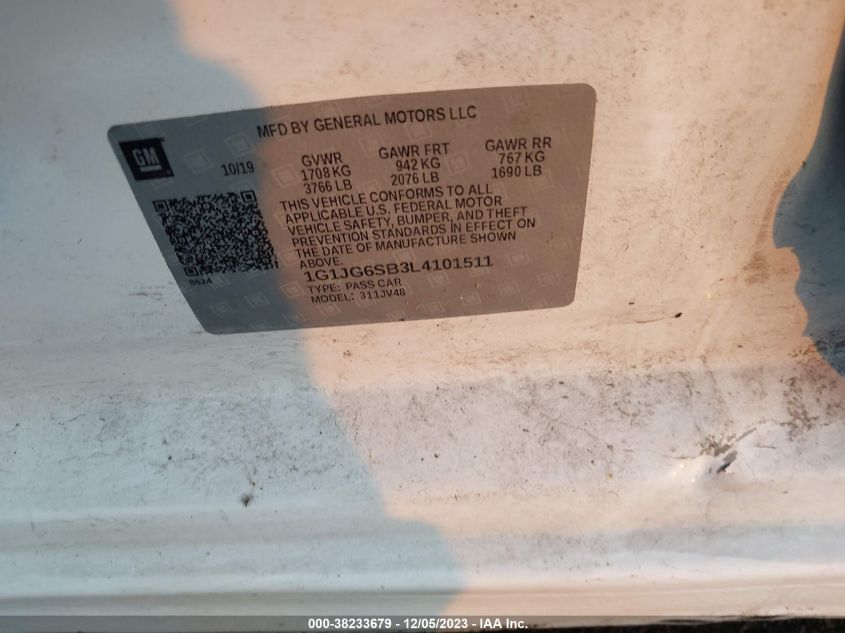 MFD BY GENERAL MOTORS LLC
GM
10/19 GVWR GAWR FRT GAWR RR
1708 KG 942 KG 767 KG
3766 LB 2076 LB 1690 LB
THIS VEHICLE CONFORMS TO ALL
APPLICABLE U.S. FEDERAL MOTOR
VEHICLE SAFETY, BUMPER, AND THEFT
PREVENTION STANDARDS IN EFFECT ON
THE DATE OF MANUFACTURE SHOWN
ABOVE.
1G1JG6SB3L4101511
TYPE: PASS CAR
MODEL: 311JV48
000-38233679 - 12/05/2023 - IAA Inc.